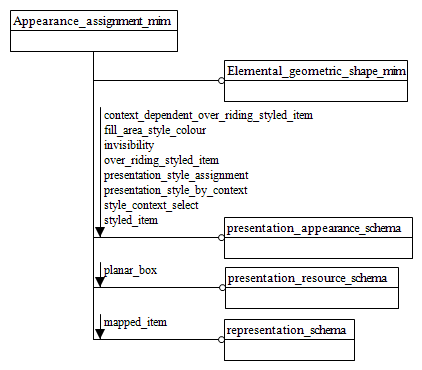 Appearance_assignment_mim
Elemental_geometric_shape_mim
context_dependent_over_riding_styled_item
fill_area_style_colour
invisibility
over_riding_styled_item
presentation_style_assignment
presentation_style_by_context
style_context_select
styled_item
presentation_appearance_schema
planar_box
presentation_resource_schema
mapped_item
representation_schema